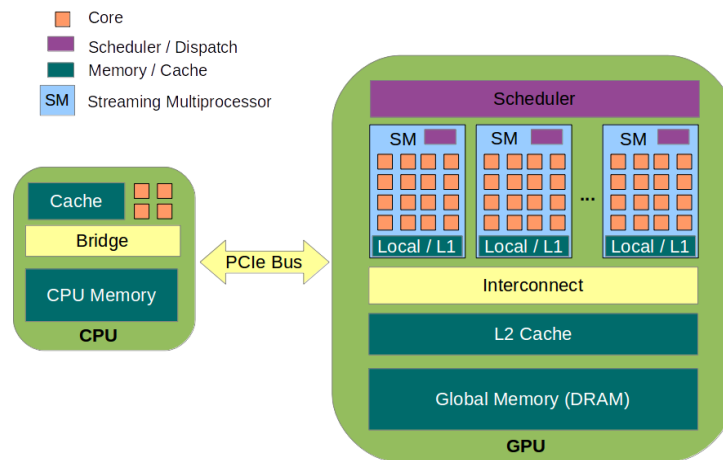 Core
Scheduler / Dispatch
Memory / Cache
SM Streaming Multiprocessor
Cache
Bridge
CPU Memory
CPU
PCIe Bus
Scheduler
SM SM ... SM
Local / L1 Local / L1 Local / L1
Interconnect
L2 Cache
Global Memory (DRAM)
GPU